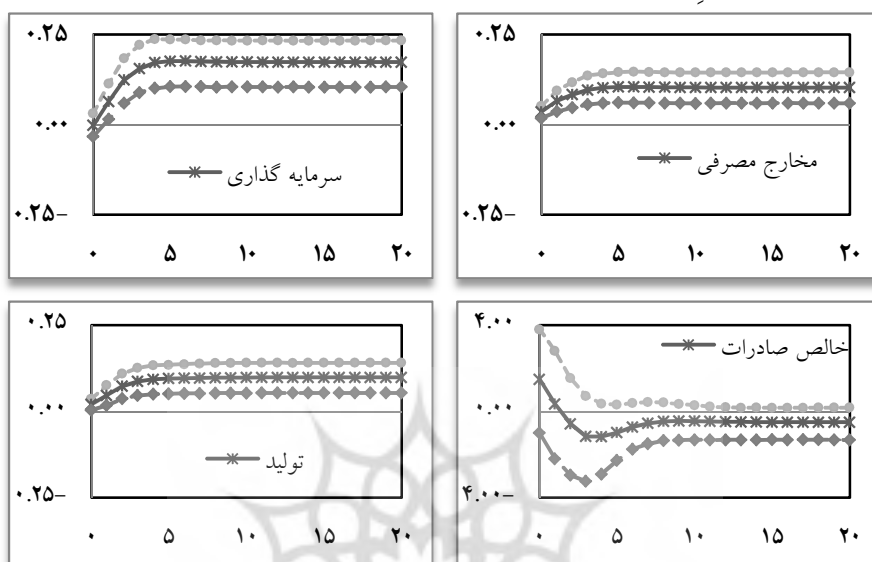 ۰.۲۵
۰.۰۰
۰.۲۵-
مخارج مصرفی
۰ ۵ ۱۰ ۱۵ ۲۰
۰.۲۵
۰.۰۰
۰.۲۵-
سرمایه گذاری
۰ ۵ ۱۰ ۱۵ ۲۰
۴.۰۰
۰.۰۰
۴.۰۰-
خالص صادرات
۰ ۵ ۱۰ ۱۵ ۲۰
۰.۲۵
۰.۰۰
۰.۲۵-
تولید
۰ ۵ ۱۰ ۱۵ ۲۰